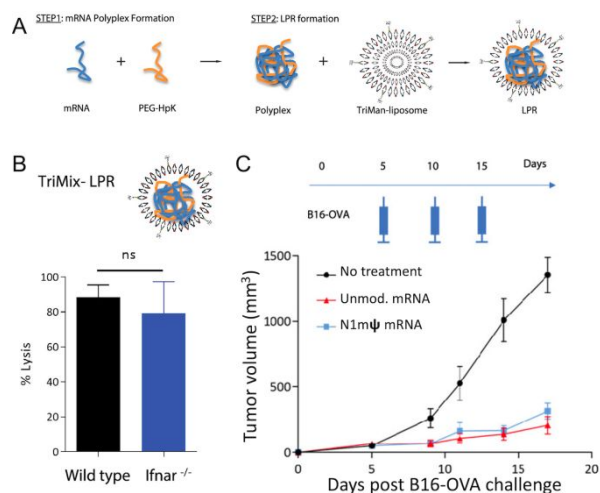 A
STEP1: mRNA Polyplex Formation
STEP2: LPR formation
+
+
mRNA
PEG-HpK
Polyplex
TriMan-liposome
LPR
B
TriMix- LPR
ns
% Lysis
100
80
60
40
20
0
Wild type
Ifnar -/-
C
0 5 10 15 Days
B16-OVA
Tumor volume (mm³)
1500
1000
500
0
No treatment
Unmod. mRNA
N1mψ mRNA
0 5 10 15 20
Days post B16-OVA challenge